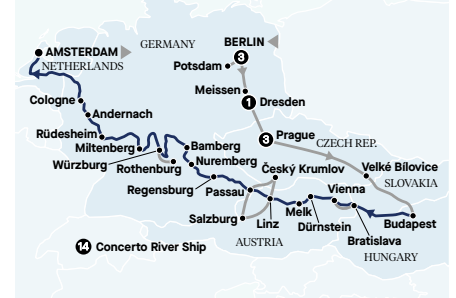 AMSTERDAM
GERMANY
BERLIN
NETHERLANDS
Potsdam
3
Meissen
Cologne
1 Dresden
Andernach
Rüdesheim
3 Prague
CZECH REP.
Miltenberg
Bamberg
Würzburg
Nuremberg
Rothenburg
Český Krumlov
Velké Bílovice
Regensburg
SLOVAKIA
Passau
Vienna
Salzburg
Melk
Linz
Dürnstein
Budapest
14 Concerto River Ship
AUSTRIA
Bratislava
HUNGARY